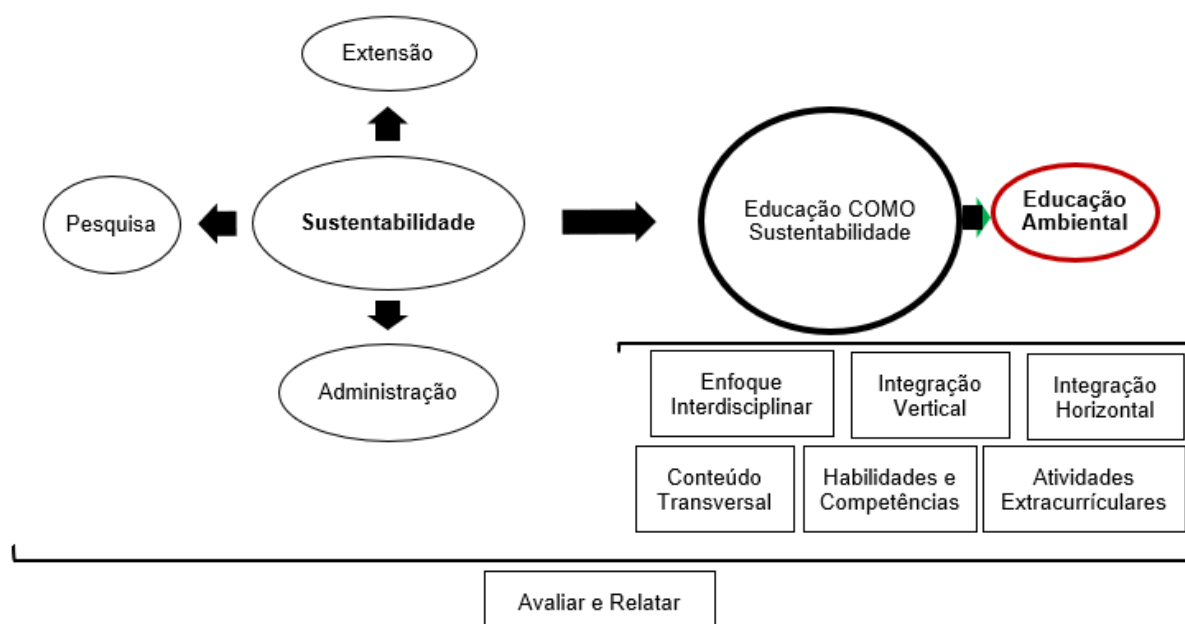 Extensão
Pesquisa
Sustentabilidade
Administração
Educação COMO
Sustentabilidade
Educação
Ambiental
Enfoque
Interdisciplinar
Integração
Vertical
Integração
Horizontal
Conteúdo
Transversal
Habilidades e
Competências
Atividades
Extracurrículares
Avaliar e Relatar